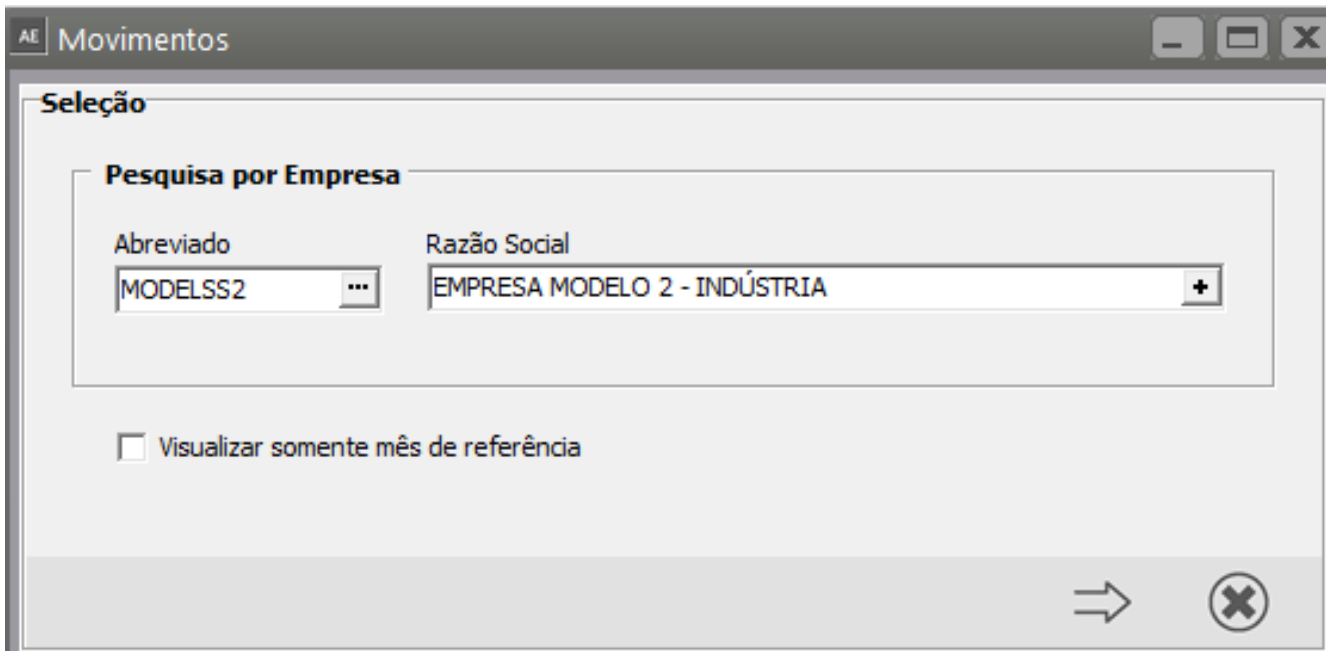 AE Movimentos
Seleção
Pesquisa por Empresa
Abreviado Razão Social
MODELSS2 ... EMPRESA MODELO 2 - INDÚSTRIA +
Visualizar somente mês de referência